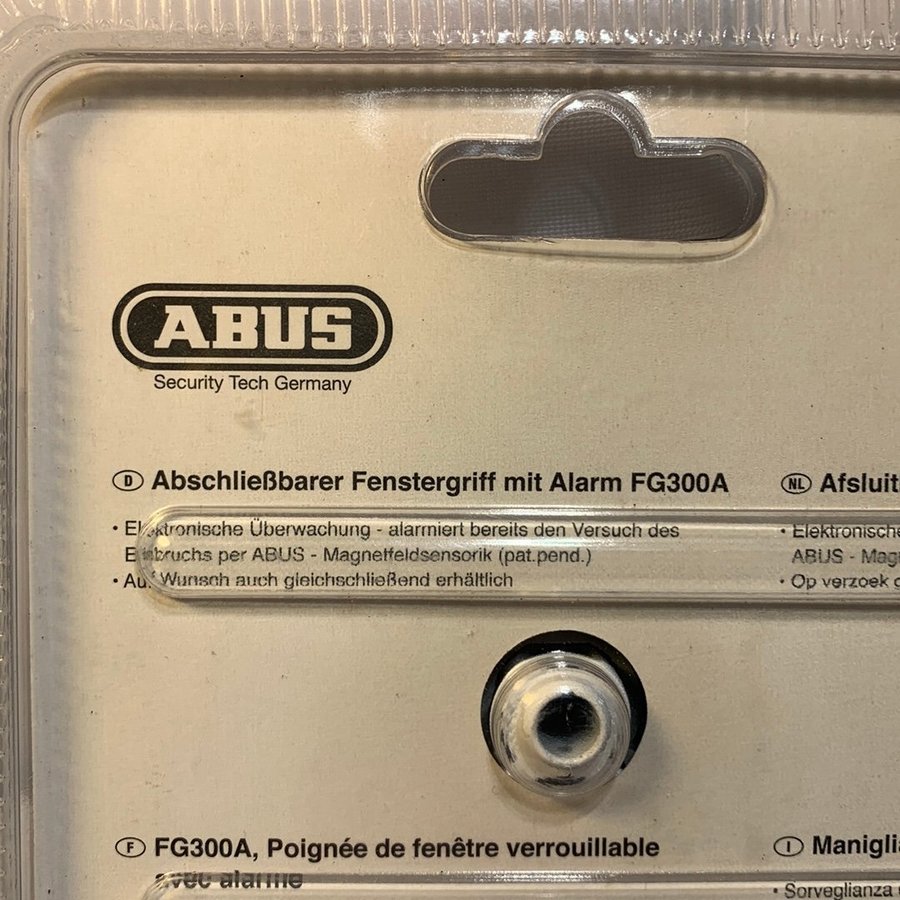 ABUS
Security Tech Germany
D Abschließbarer Fenstergriff mit Alarm FG300A
• Elektronische Überwachung - alarmiert bereits den Versuch des
Einbruchs per ABUS - Magnetfeldsensorik (pat.pend.)
• Auf Wunsch auch gleichschließend erhältlich
NL Afsluit
• Elektronische
ABUS - Mag
• Op verzoek
F FG300A, Poignée de fenêtre verrouillable
avec alarme
I Manigli
• Sorveglianza